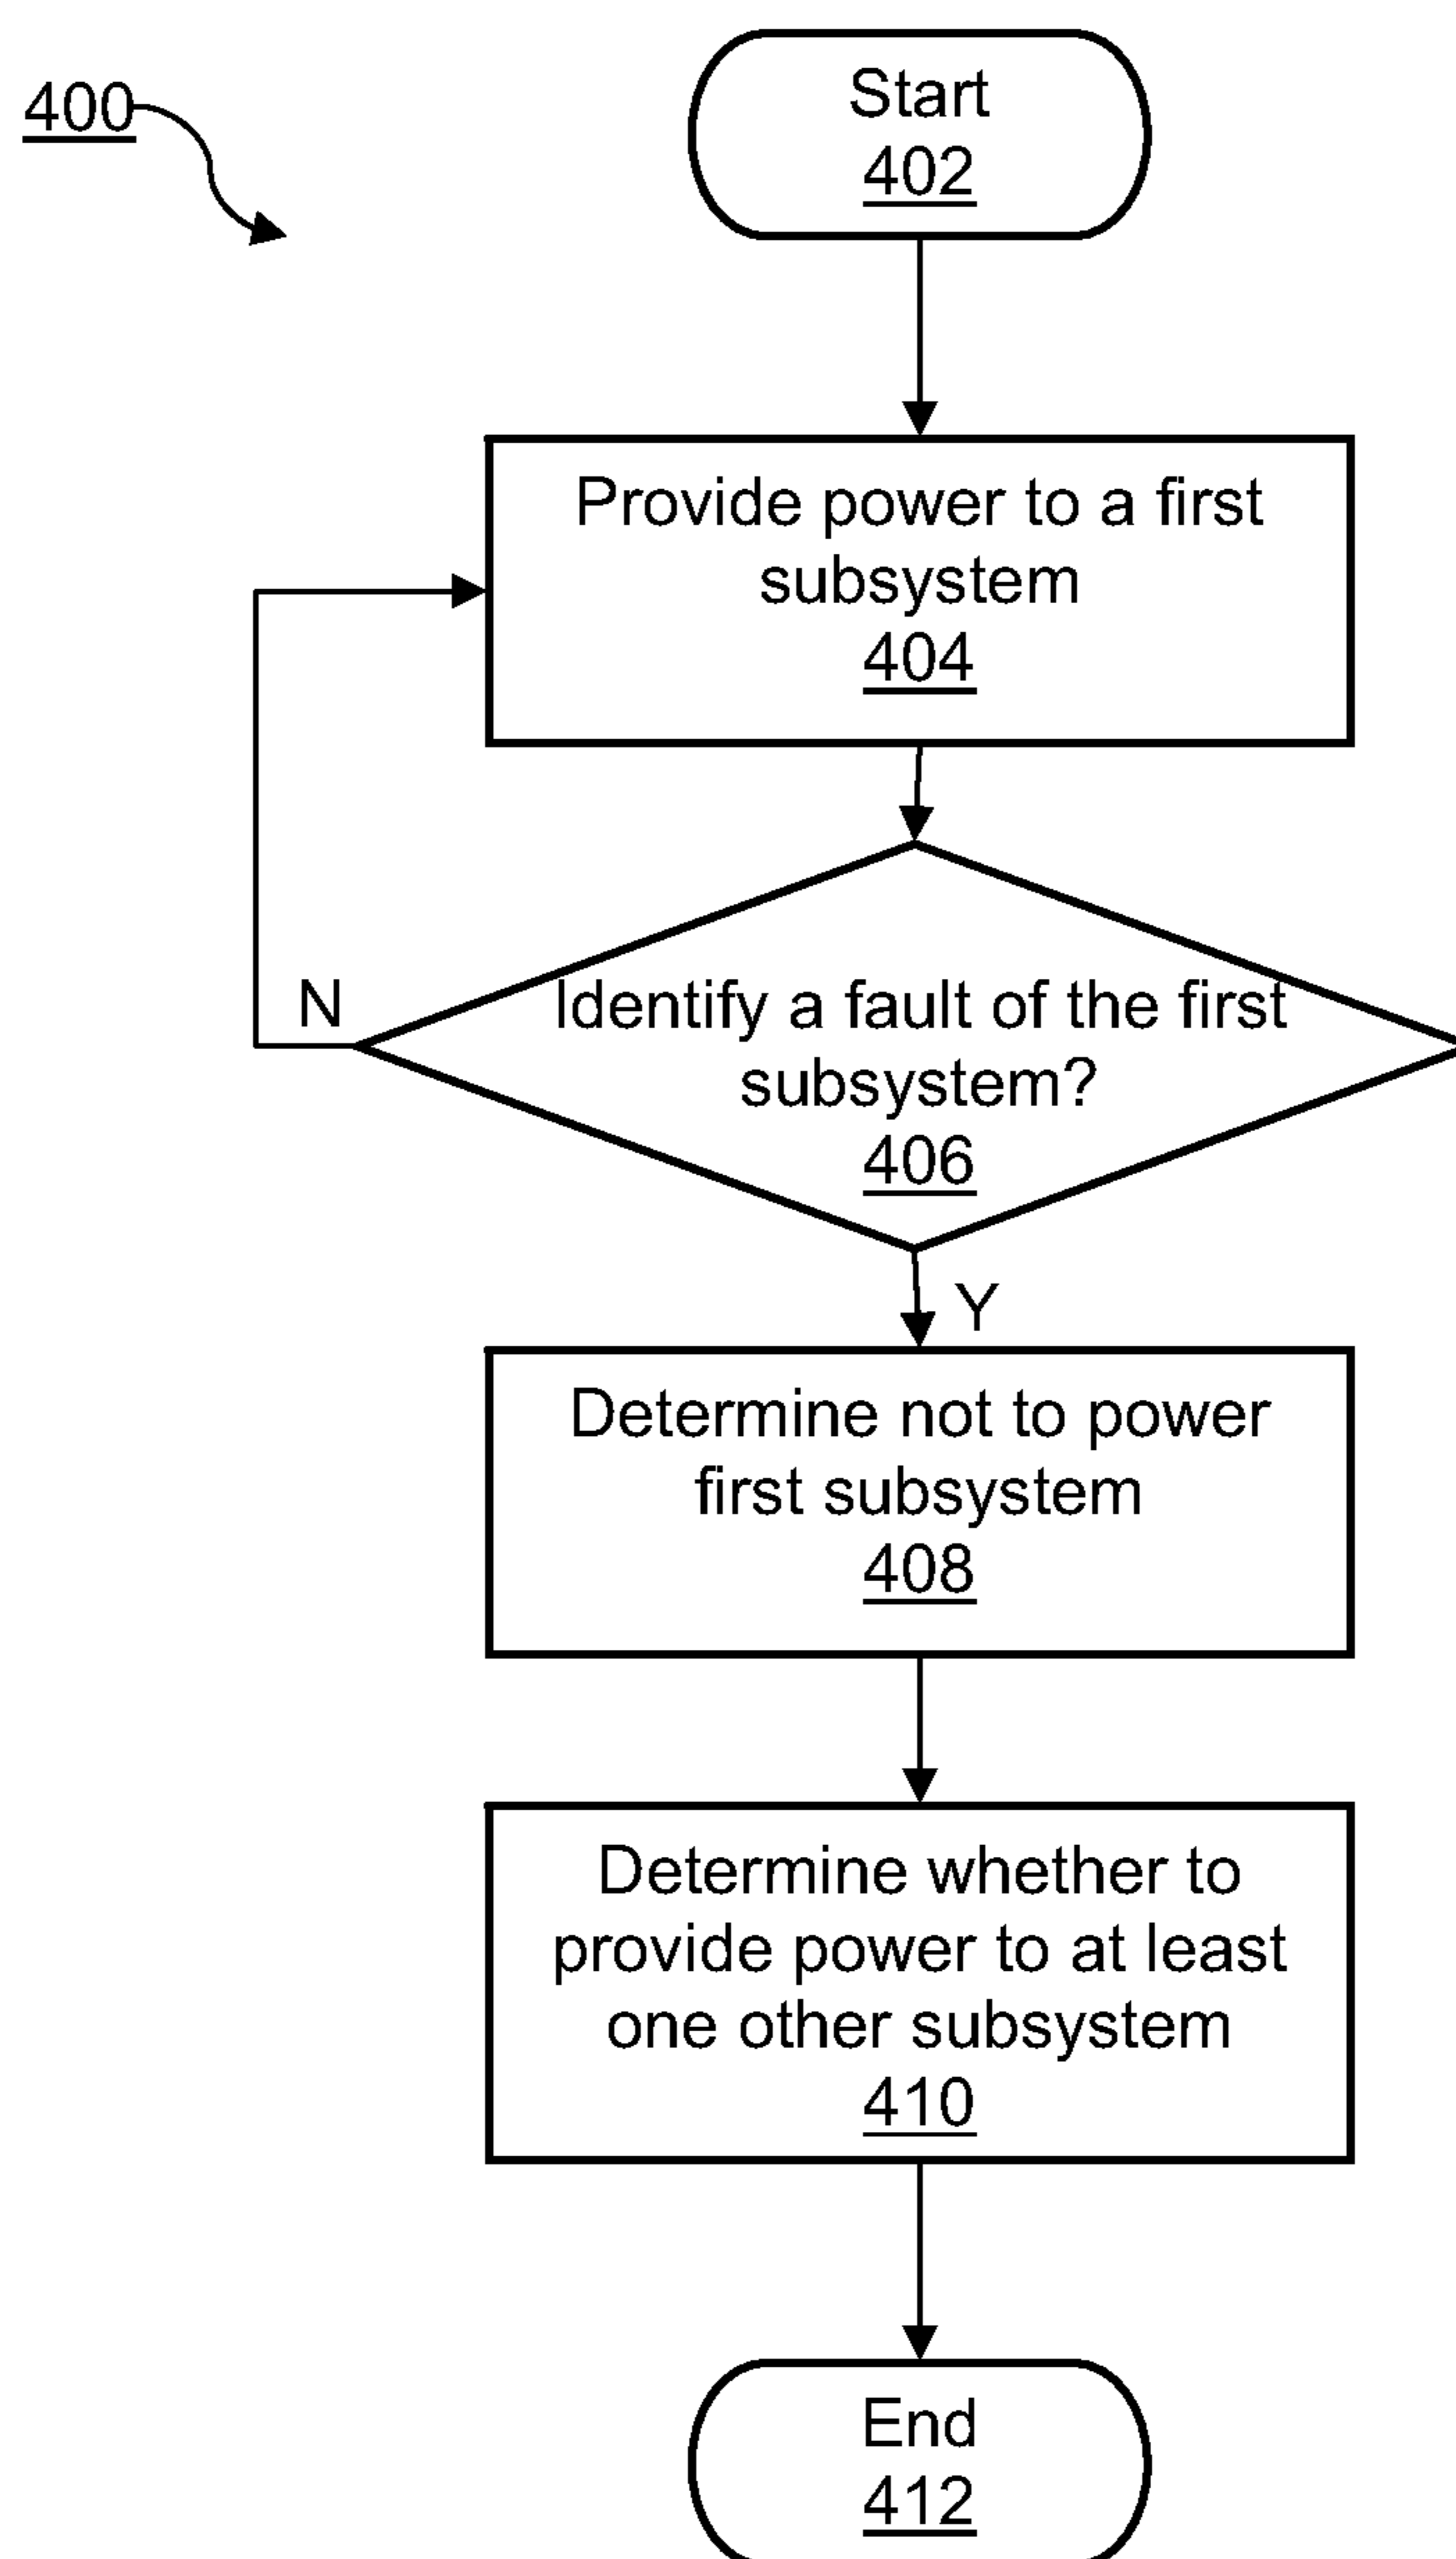 400
Start
402
Provide power to a first
subsystem
404
N
Identify a fault of the first
subsystem?
406
Y
Determine not to power
first subsystem
408
Determine whether to
provide power to at least
one other subsystem
410
End
412